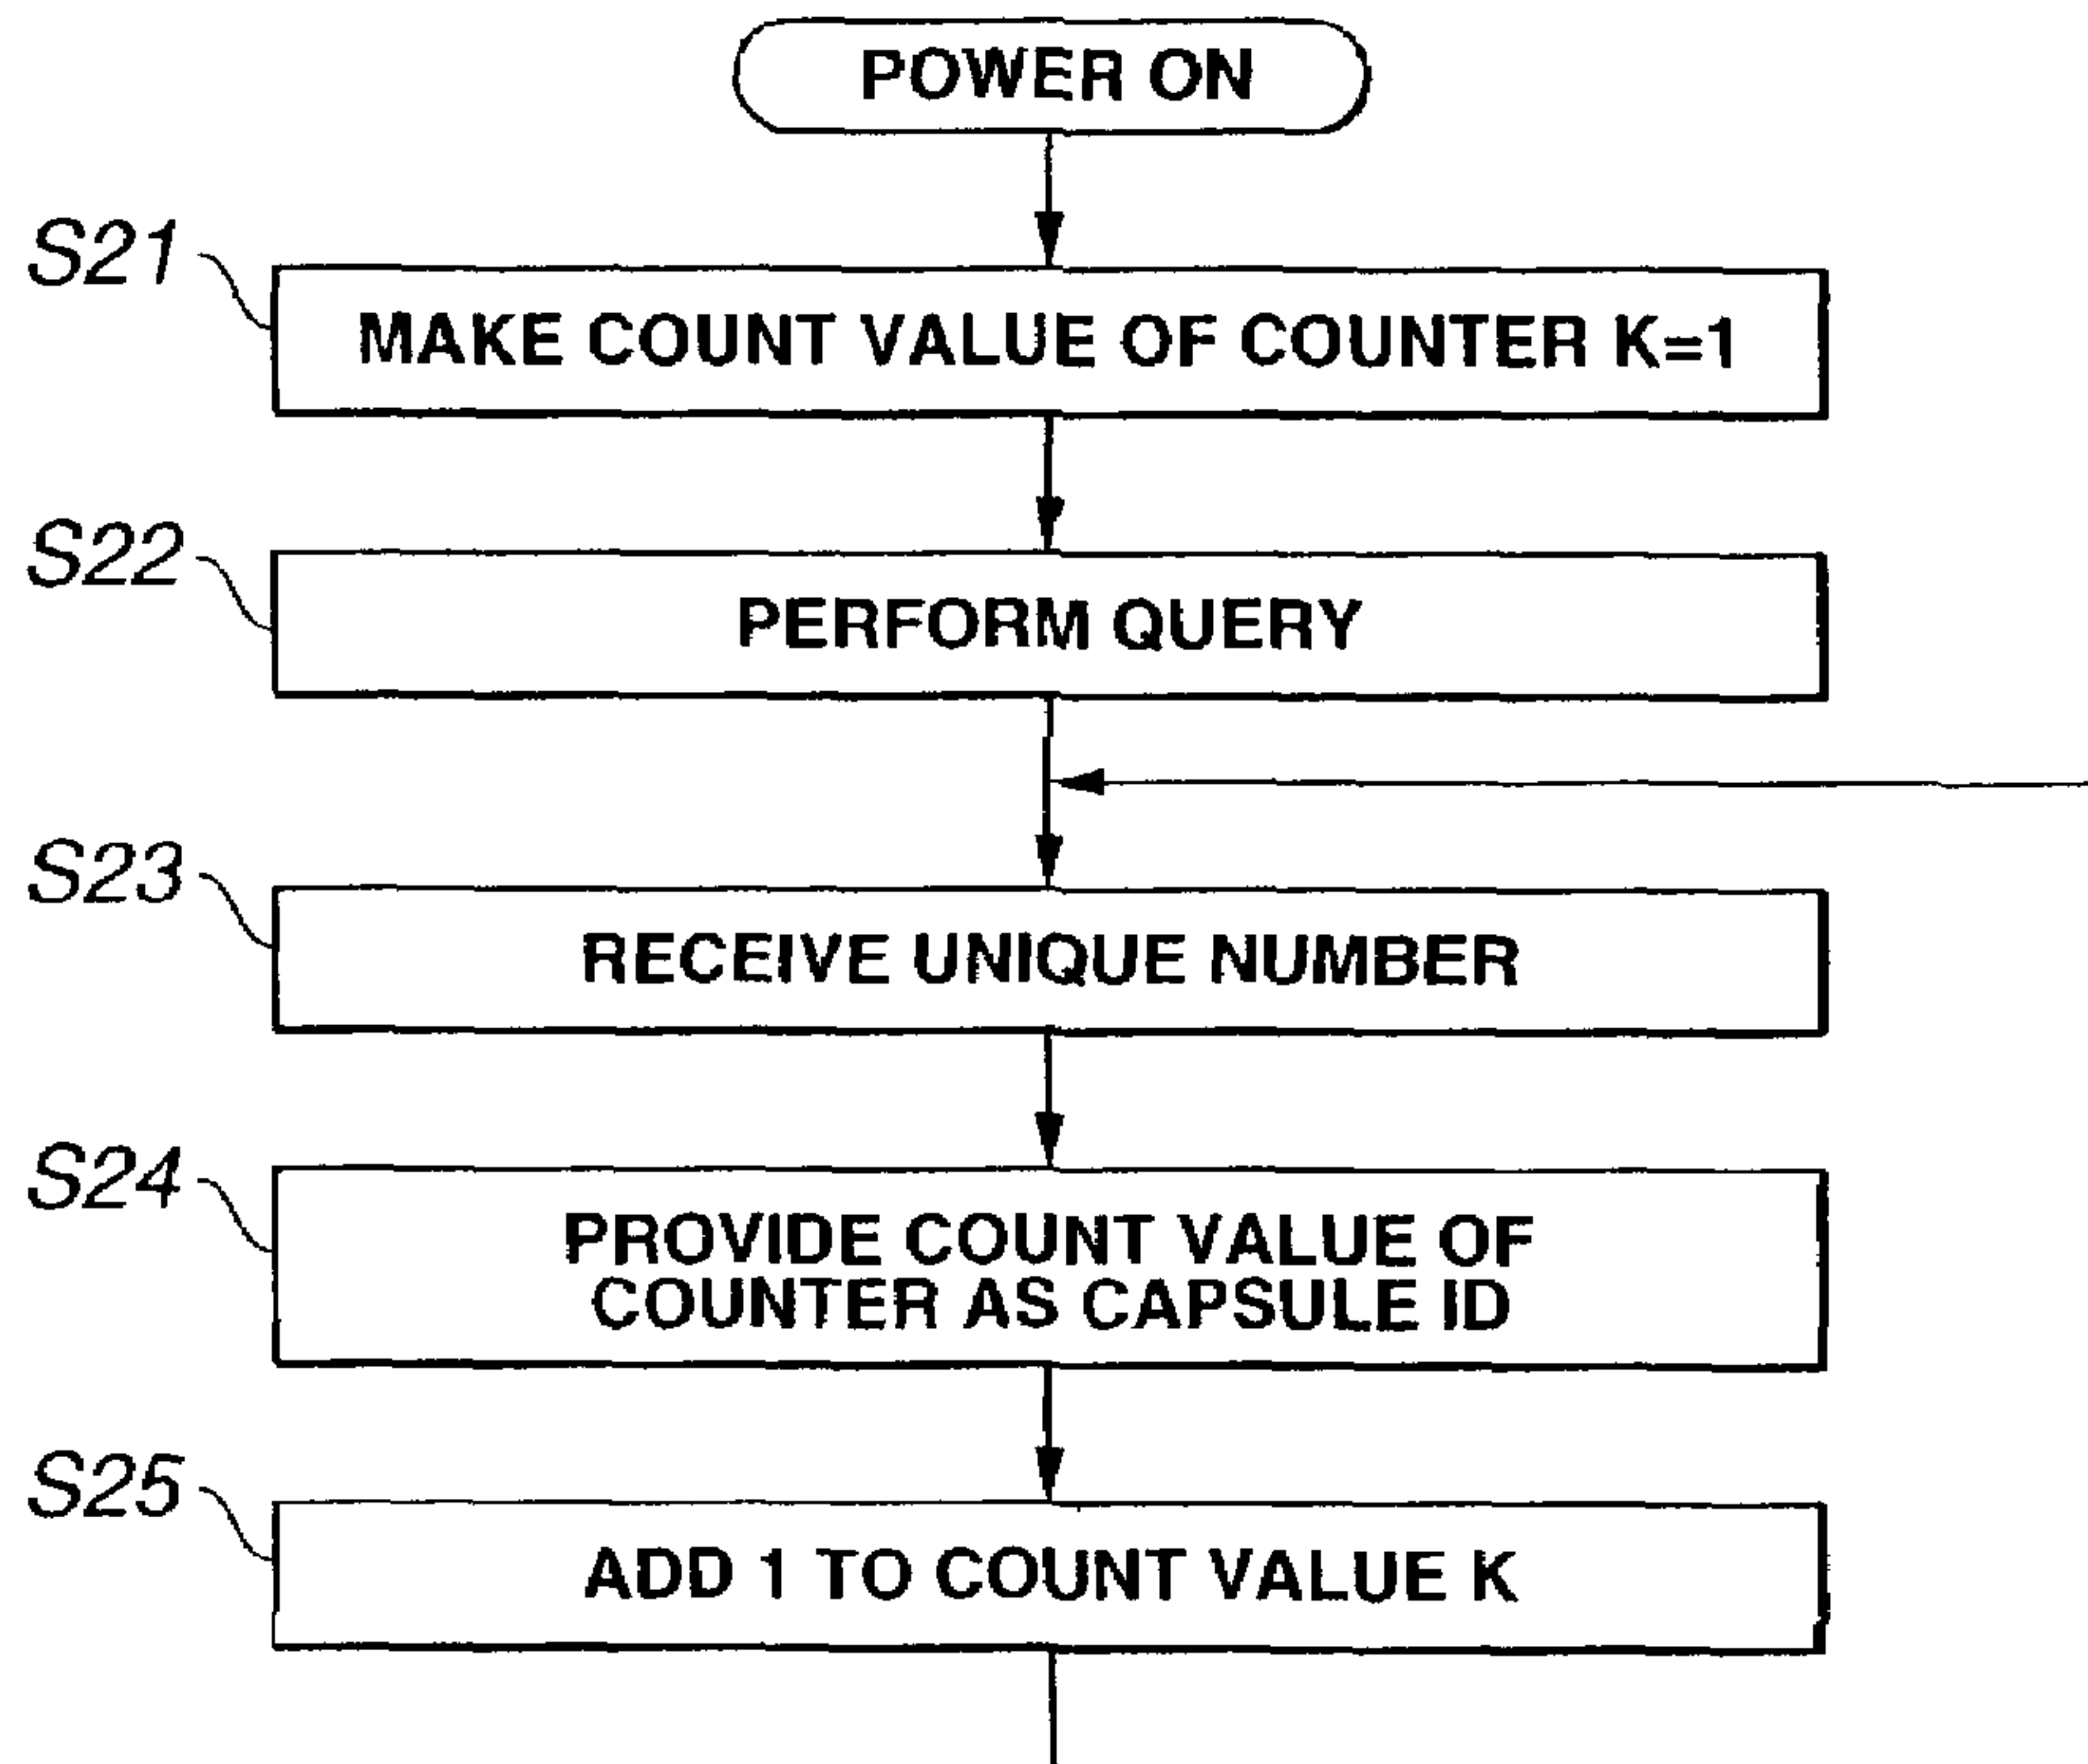 POWER ON
S21
MAKE COUNT VALUE OF COUNTER K=1
S22
PERFORM QUERY
S23
RECEIVE UNIQUE NUMBER
S24
PROVIDE COUNT VALUE OF
COUNTER AS CAPSULE ID
S25
ADD 1 TO COUNT VALUE K